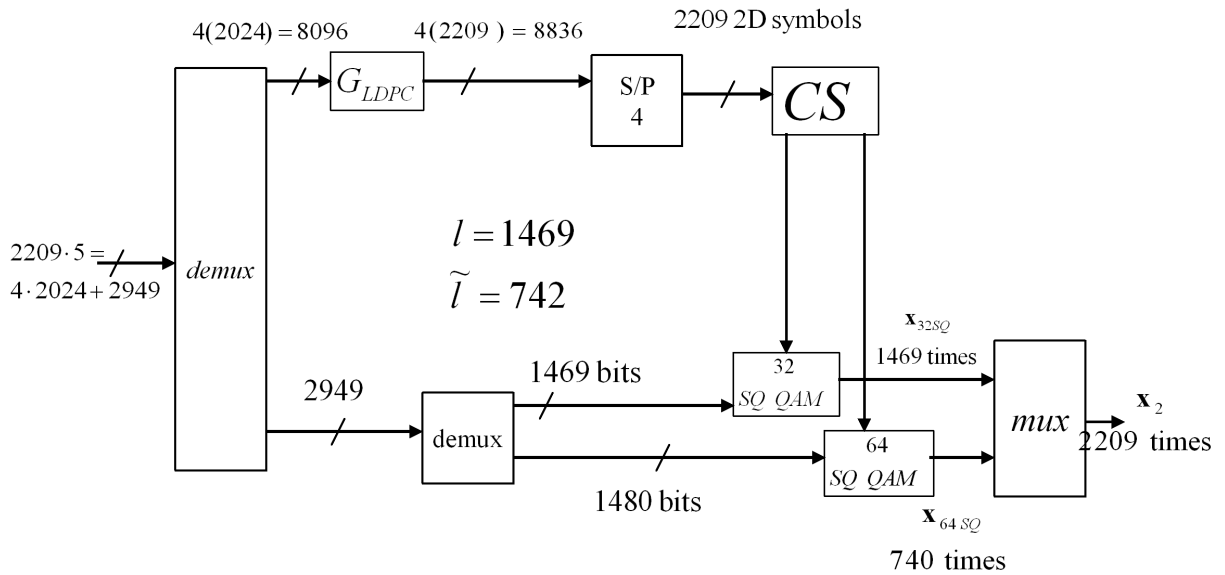 2209 2D symbols
4(2024) = 8096
4(2209 ) = 8836
G_LDPC
S/P
4
CS
l = 1469
l̃ = 742
2209·5 =
4·2024+2949
demux
2949
demux
1469 bits
1480 bits
32
SQ QAM
64
SQ QAM
x_32SQ
1469 times
x_64 SQ
740 times
mux
x_2
2209 times